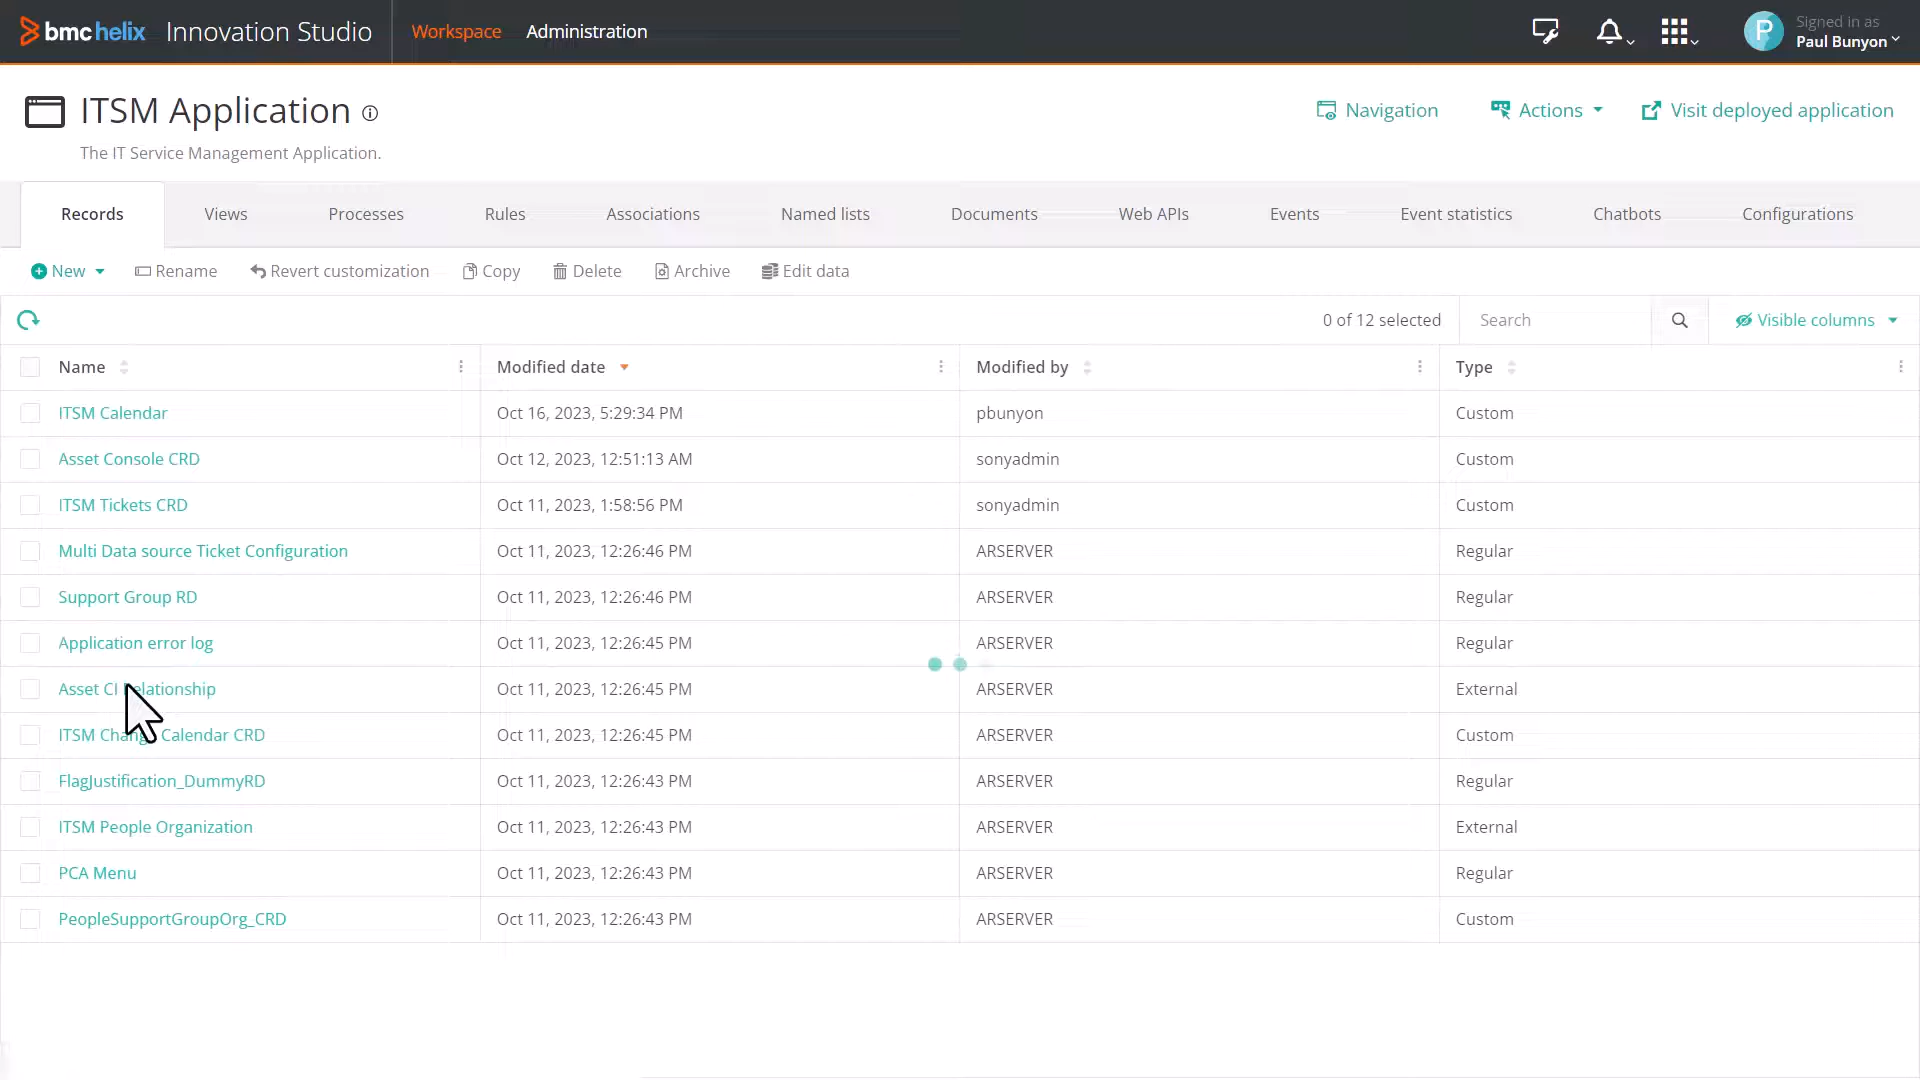 bmchelix Innovation Studio Workspace Administration Signed in as
P Paul Bunyon
ITSM Application Navigation Actions Visit deployed application
The IT Service Management Application.
Records Views Processes Rules Associations Named lists Documents Web APIs Events Event statistics Chatbots Configurations
New Rename Revert customization Copy Delete Archive Edit data
0 of 12 selected Search Visible columns
Name Modified date Modified by Type
ITSM Calendar Oct 16, 2023, 5:29:34 PM pbunyon Custom
Asset Console CRD Oct 12, 2023, 12:51:13 AM sonyadmin Custom
ITSM Tickets CRD Oct 11, 2023, 1:58:56 PM sonyadmin Custom
Multi Data source Ticket Configuration Oct 11, 2023, 12:26:46 PM ARSERVER Regular
Support Group RD Oct 11, 2023, 12:26:46 PM ARSERVER Regular
Application error log Oct 11, 2023, 12:26:45 PM ARSERVER Regular
Asset CI Relationship Oct 11, 2023, 12:26:45 PM ARSERVER External
ITSM Change Calendar CRD Oct 11, 2023, 12:26:45 PM ARSERVER Custom
FlagJustification_DummyRD Oct 11, 2023, 12:26:43 PM ARSERVER Regular
ITSM People Organization Oct 11, 2023, 12:26:43 PM ARSERVER External
PCA Menu Oct 11, 2023, 12:26:43 PM ARSERVER Regular
PeopleSupportGroupOrg_CRD Oct 11, 2023, 12:26:43 PM ARSERVER Custom